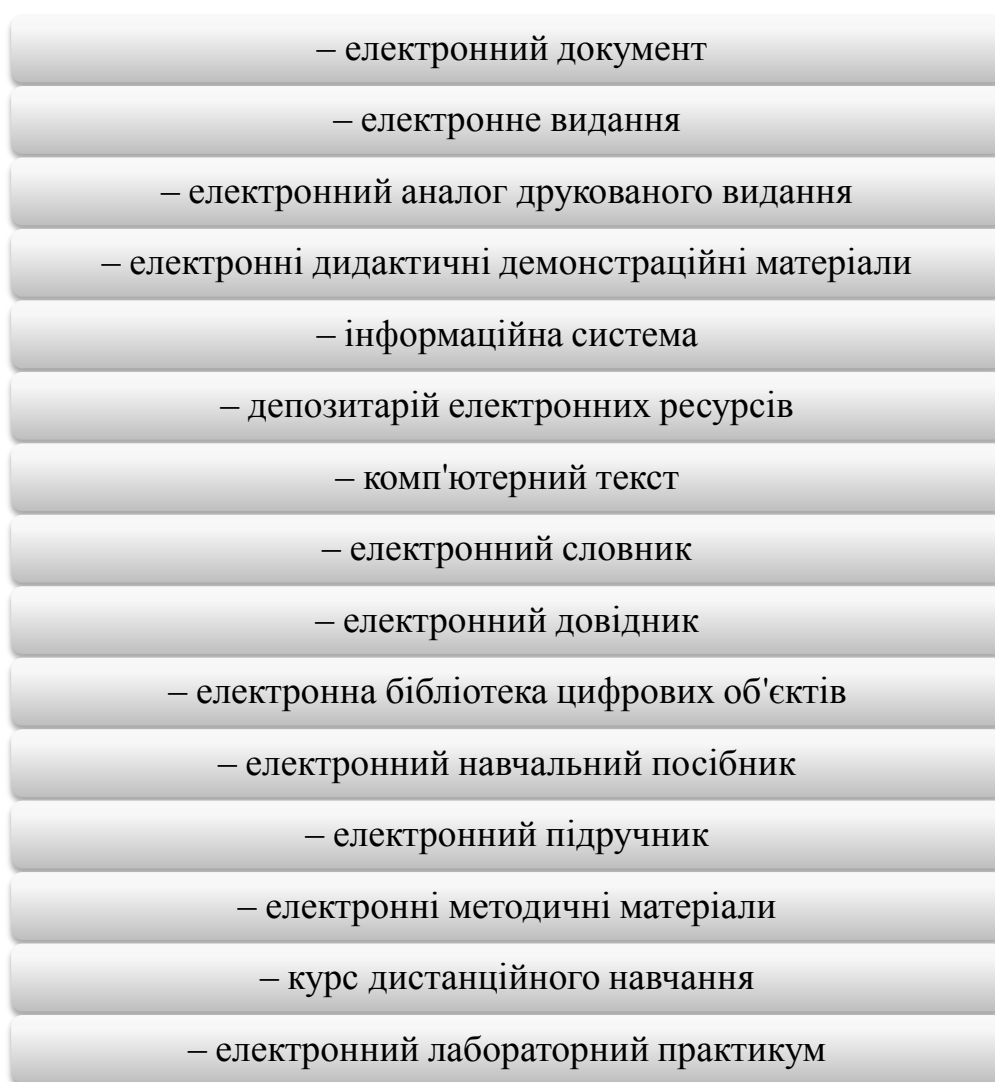 – електронний документ
– електронне видання
– електронний аналог друкованого видання
– електронні дидактичні демонстраційні матеріали
– інформаційна система
– депозитарій електронних ресурсів
– комп'ютерний текст
– електронний словник
– електронний довідник
– електронна бібліотека цифрових об'єктів
– електронний навчальний посібник
– електронний підручник
– електронні методичні матеріали
– курс дистанційного навчання
– електронний лабораторний практикум